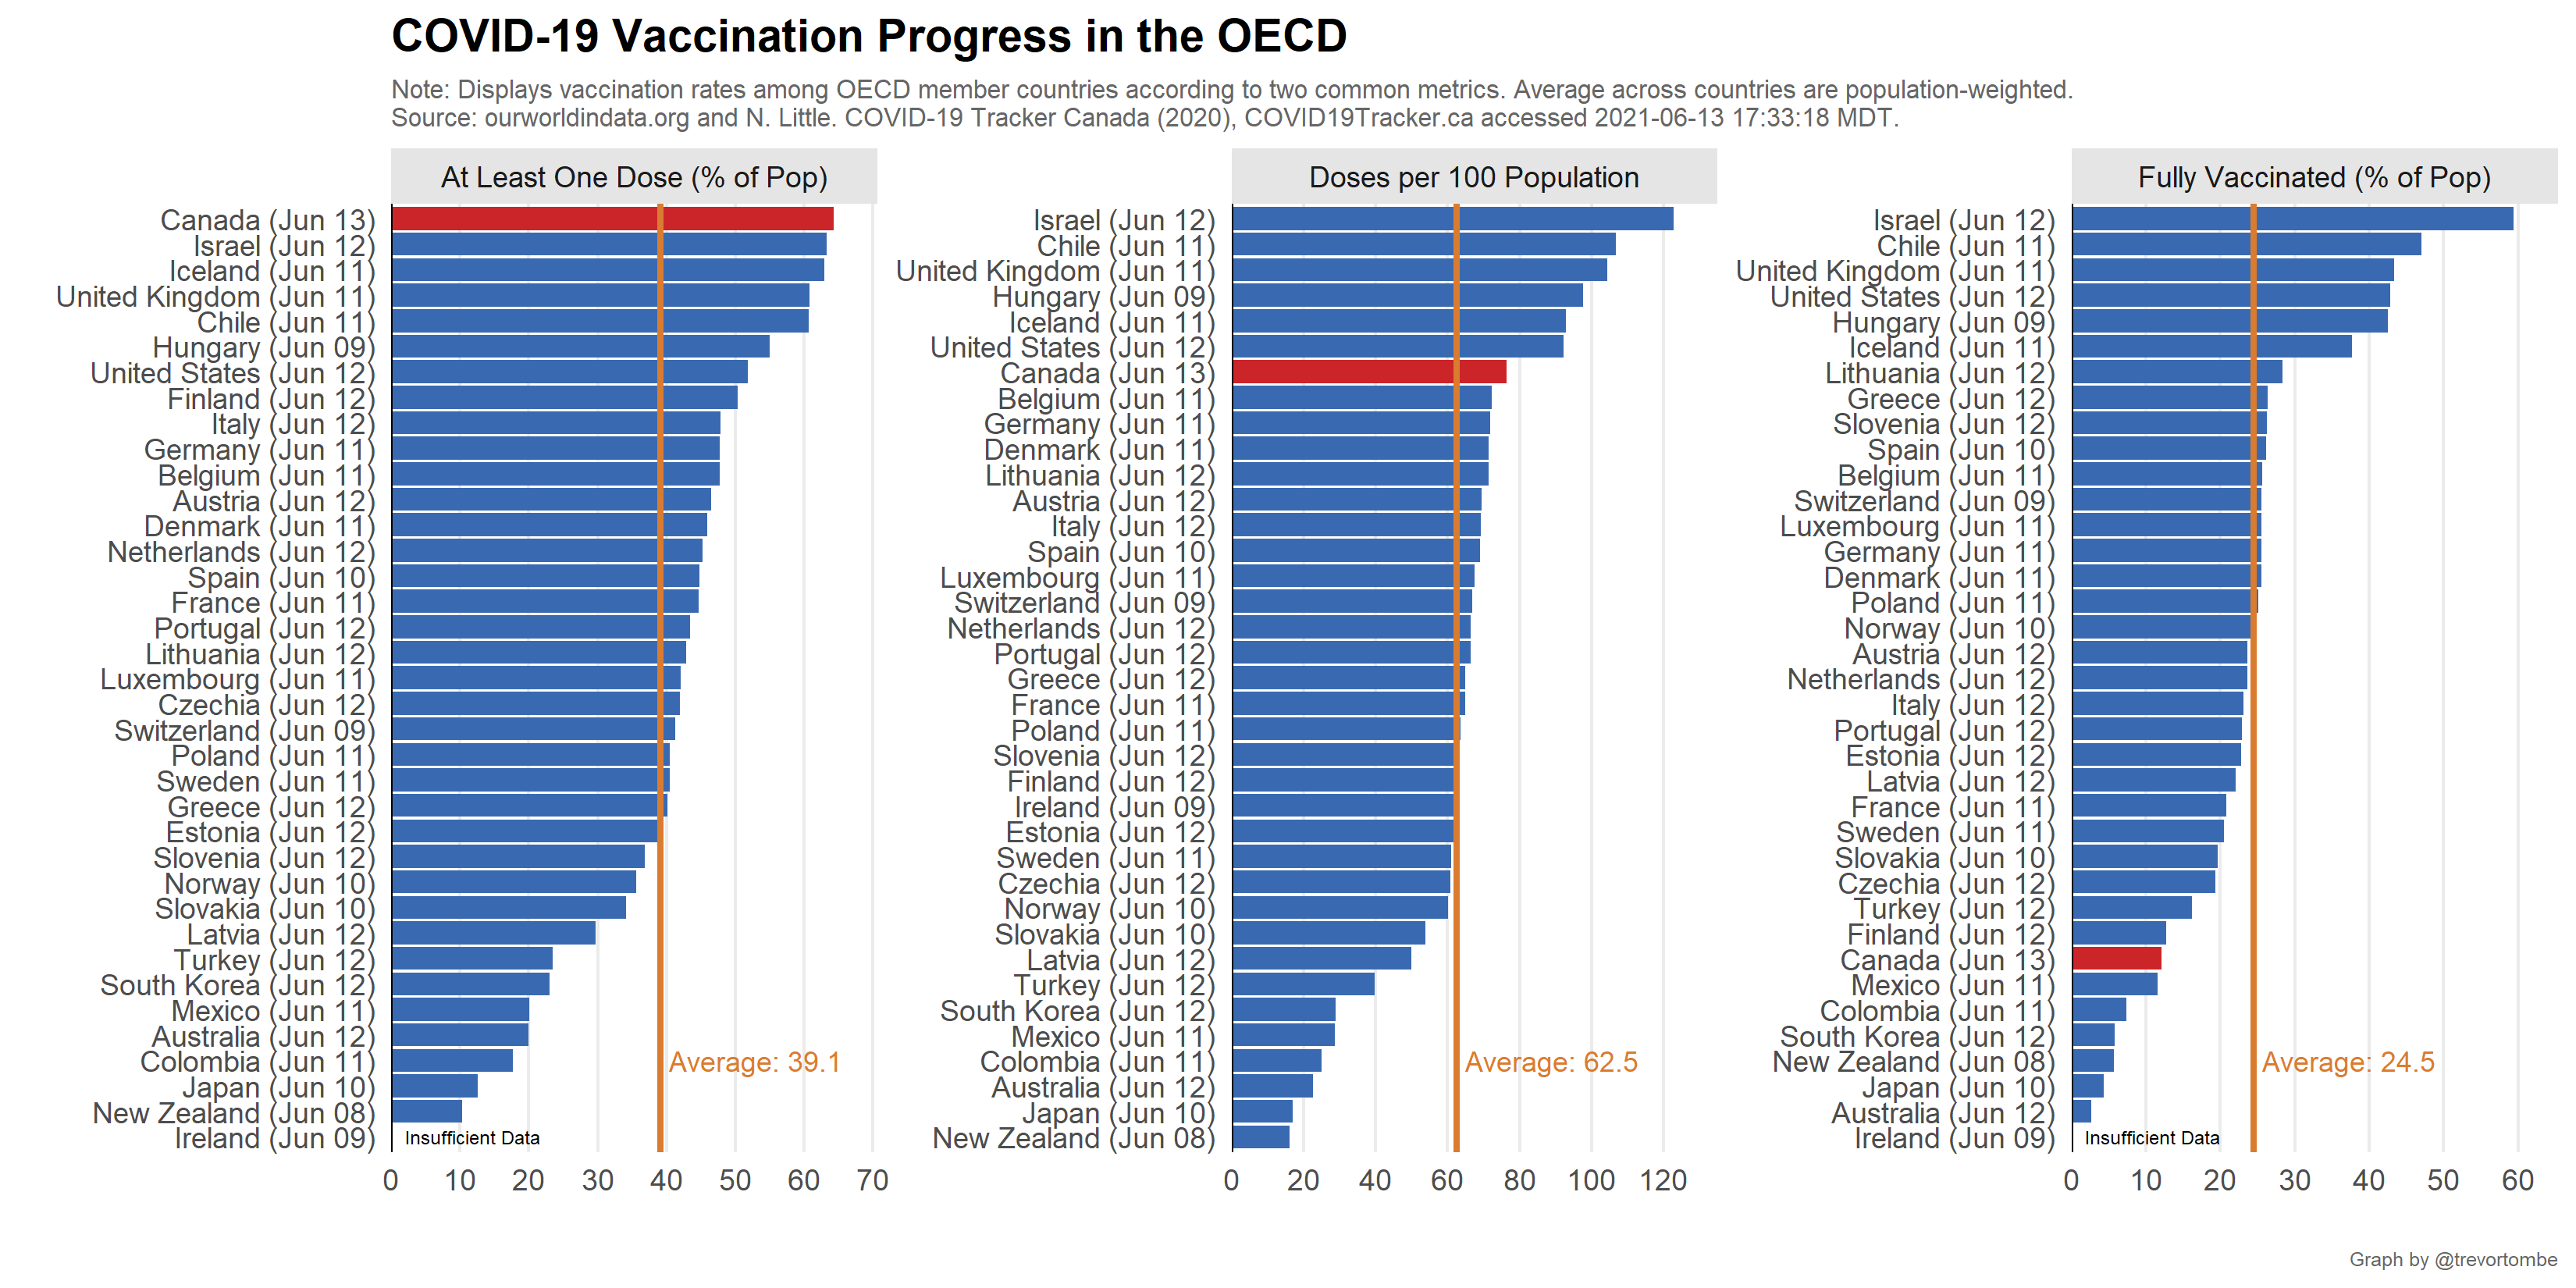 COVID-19 Vaccination Progress in the OECD
Note: Displays vaccination rates among OECD member countries according to two common metrics. Average across countries are population-weighted.
Source: ourworldindata.org and N. Little. COVID-19 Tracker Canada (2020), COVID19Tracker.ca accessed 2021-06-13 17:33:18 MDT.
At Least One Dose (% of Pop)
Canada (Jun 13)
Israel (Jun 12)
Iceland (Jun 11)
United Kingdom (Jun 11)
Chile (Jun 11)
Hungary (Jun 09)
United States (Jun 12)
Finland (Jun 12)
Italy (Jun 12)
Germany (Jun 11)
Belgium (Jun 11)
Austria (Jun 12)
Denmark (Jun 11)
Netherlands (Jun 12)
Spain (Jun 10)
France (Jun 11)
Portugal (Jun 12)
Lithuania (Jun 12)
Luxembourg (Jun 11)
Czechia (Jun 12)
Switzerland (Jun 09)
Poland (Jun 11)
Sweden (Jun 11)
Greece (Jun 12)
Estonia (Jun 12)
Slovenia (Jun 12)
Norway (Jun 10)
Slovakia (Jun 10)
Latvia (Jun 12)
Turkey (Jun 12)
South Korea (Jun 12)
Mexico (Jun 11)
Australia (Jun 12)
Colombia (Jun 11)
Average: 39.1
Japan (Jun 10)
New Zealand (Jun 08)
Ireland (Jun 09)
Insufficient Data
0 10 20 30 40 50 60 70
Doses per 100 Population
Israel (Jun 12)
Chile (Jun 11)
United Kingdom (Jun 11)
Hungary (Jun 09)
Iceland (Jun 11)
United States (Jun 12)
Canada (Jun 13)
Belgium (Jun 11)
Germany (Jun 11)
Denmark (Jun 11)
Lithuania (Jun 12)
Austria (Jun 12)
Italy (Jun 12)
Spain (Jun 10)
Luxembourg (Jun 11)
Switzerland (Jun 09)
Netherlands (Jun 12)
Portugal (Jun 12)
Greece (Jun 12)
France (Jun 11)
Poland (Jun 11)
Slovenia (Jun 12)
Finland (Jun 12)
Ireland (Jun 09)
Estonia (Jun 12)
Sweden (Jun 11)
Czechia (Jun 12)
Norway (Jun 10)
Slovakia (Jun 10)
Latvia (Jun 12)
Turkey (Jun 12)
South Korea (Jun 12)
Mexico (Jun 11)
Colombia (Jun 11)
Average: 62.5
Australia (Jun 12)
Japan (Jun 10)
New Zealand (Jun 08)
0 20 40 60 80 100 120
Fully Vaccinated (% of Pop)
Israel (Jun 12)
Chile (Jun 11)
United Kingdom (Jun 11)
United States (Jun 12)
Hungary (Jun 09)
Iceland (Jun 11)
Lithuania (Jun 12)
Greece (Jun 12)
Slovenia (Jun 12)
Spain (Jun 10)
Belgium (Jun 11)
Switzerland (Jun 09)
Luxembourg (Jun 11)
Germany (Jun 11)
Denmark (Jun 11)
Poland (Jun 11)
Norway (Jun 10)
Austria (Jun 12)
Netherlands (Jun 12)
Italy (Jun 12)
Portugal (Jun 12)
Estonia (Jun 12)
Latvia (Jun 12)
France (Jun 11)
Sweden (Jun 11)
Slovakia (Jun 10)
Czechia (Jun 12)
Turkey (Jun 12)
Finland (Jun 12)
Canada (Jun 13)
Mexico (Jun 11)
Colombia (Jun 11)
South Korea (Jun 12)
New Zealand (Jun 08)
Average: 24.5
Japan (Jun 10)
Australia (Jun 12)
Ireland (Jun 09)
Insufficient Data
0 10 20 30 40 50 60
Graph by @trevortombe